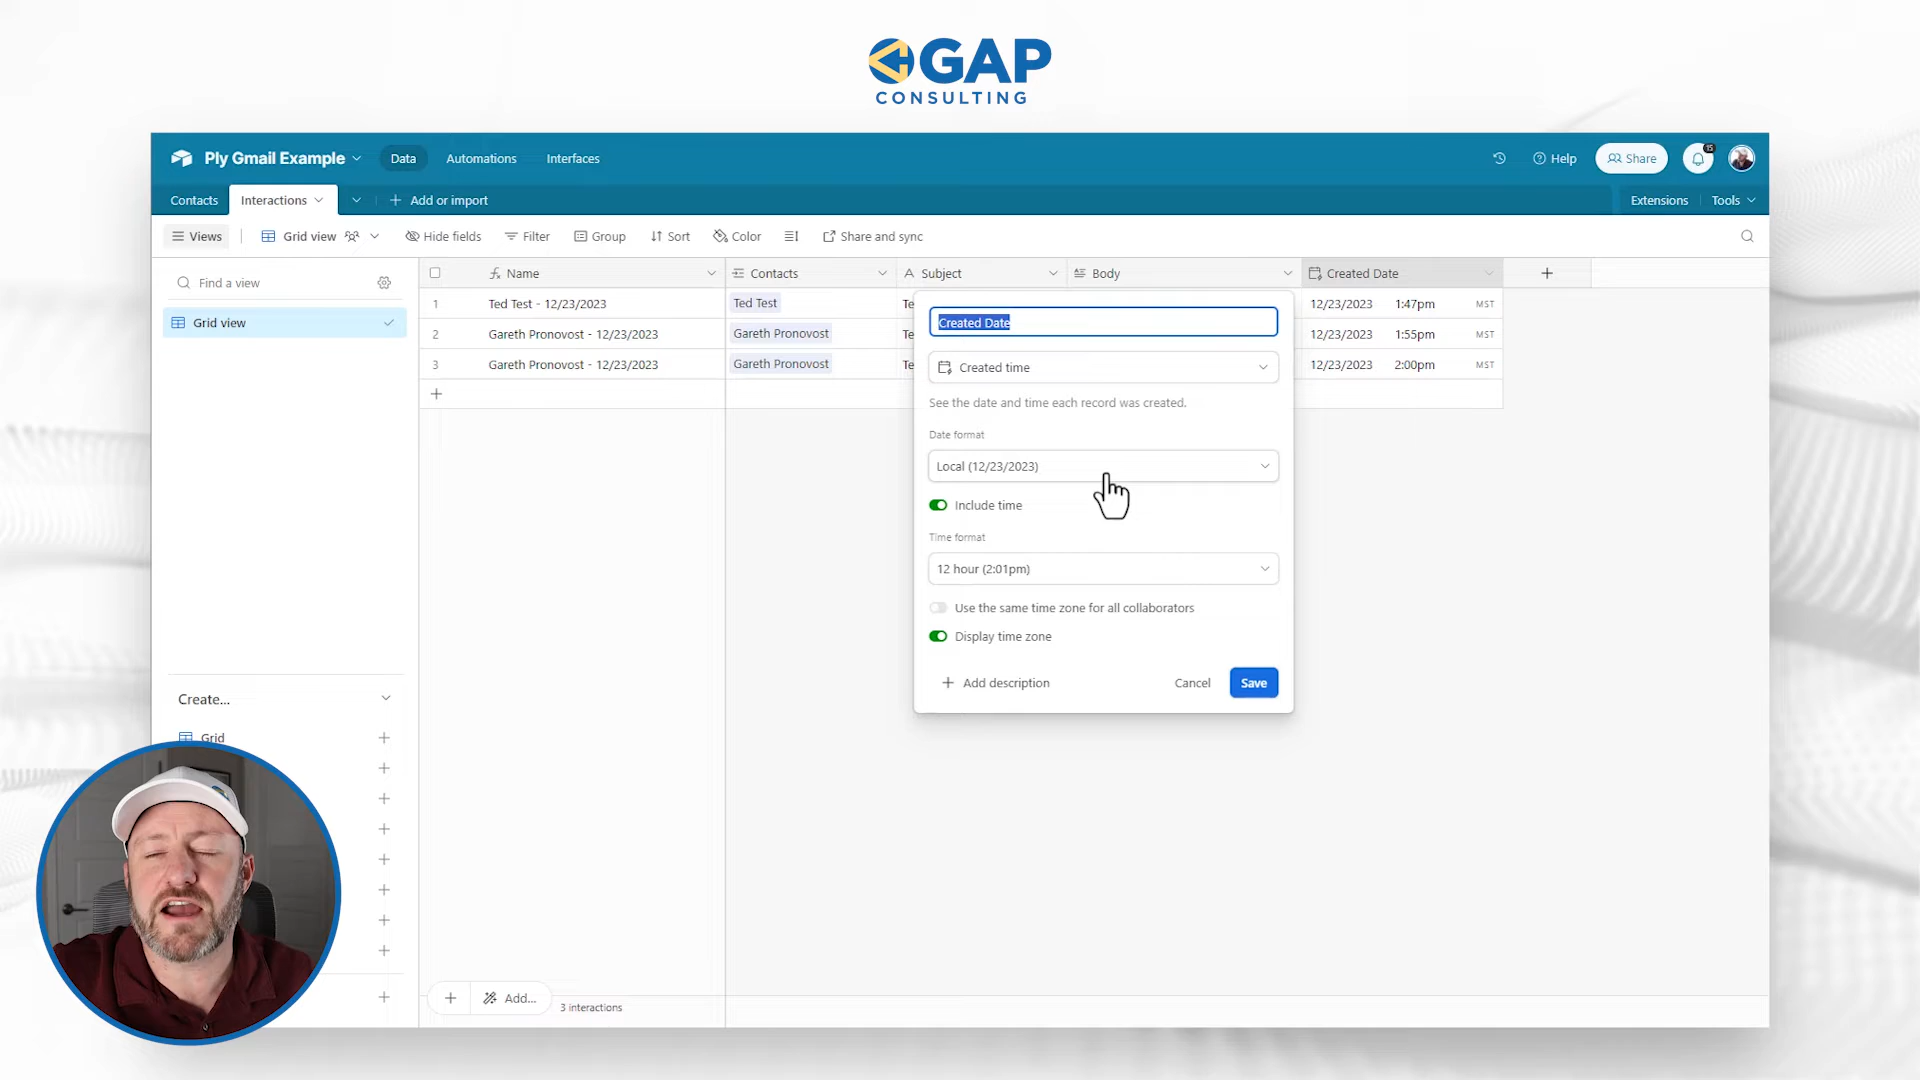 GAP
CONSULTING
Ply Gmail Example
Data
Automations
Interfaces
Help
Share
15
Contacts
Interactions
Add or import
Extensions
Tools
Views
Grid view
Hide fields
Filter
Group
Sort
Color
Share and sync
Find a view
Name
Contacts
Subject
Body
Created Date
1
Ted Test - 12/23/2023
Ted Test
Te
12/23/2023
1:47pm
MST
2
Gareth Pronovost - 12/23/2023
Gareth Pronovost
Te
12/23/2023
1:55pm
MST
3
Gareth Pronovost - 12/23/2023
Gareth Pronovost
Te
12/23/2023
2:00pm
MST
Grid view
Created Date
Created time
See the date and time each record was created.
Date format
Local (12/23/2023)
Include time
Time format
12 hour (2:01pm)
Use the same time zone for all collaborators
Display time zone
Add description
Cancel
Save
Create...
Grid
Add...
3 interactions